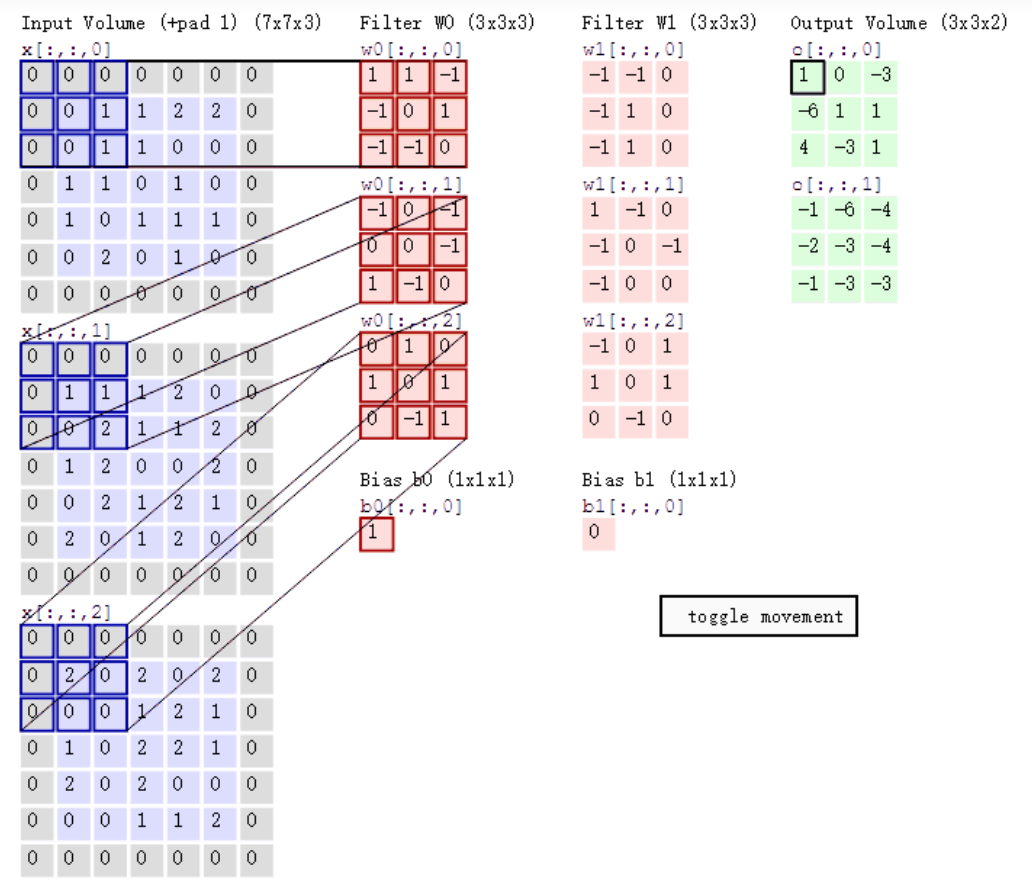 Input Volume (+pad 1) (7x7x3)
x[:,:,0]
0 0 0 0 0 0 0
0 0 1 1 2 2 0
0 0 1 1 0 0 0
0 1 1 0 1 0 0
0 1 0 1 1 1 0
0 0 2 0 1 0 0
0 0 0 0 0 0 0
x[:,:,1]
0 0 0 0 0 0 0
0 1 1 1 2 0 0
0 0 2 1 1 2 0
0 1 2 0 0 2 0
0 0 2 1 2 1 0
0 2 0 1 2 0 0
0 0 0 0 0 0 0
x[:,:,2]
0 0 0 0 0 0 0
0 2 0 2 0 2 0
0 0 0 1 2 1 0
0 1 0 2 2 1 0
0 2 0 2 0 0 0
0 0 0 1 1 2 0
0 0 0 0 0 0 0
Filter W0 (3x3x3)
w0[:,:,0]
1 1 -1
-1 0 1
-1 -1 0
w0[:,:,1]
-1 0 -1
0 0 -1
1 -1 0
w0[:,:,2]
0 1 0
1 0 1
0 -1 1
Bias b0 (1x1x1)
b0[:,:,0]
1
Filter W1 (3x3x3)
w1[:,:,0]
-1 -1 0
-1 1 0
-1 1 0
w1[:,:,1]
1 -1 0
-1 0 -1
-1 0 0
w1[:,:,2]
-1 0 1
1 0 1
0 -1 0
Bias b1 (1x1x1)
b1[:,:,0]
0
Output Volume (3x3x2)
o[:,:,0]
1 0 -3
-6 1 1
4 -3 1
o[:,:,1]
-1 -6 -4
-2 -3 -4
-1 -3 -3
toggle movement